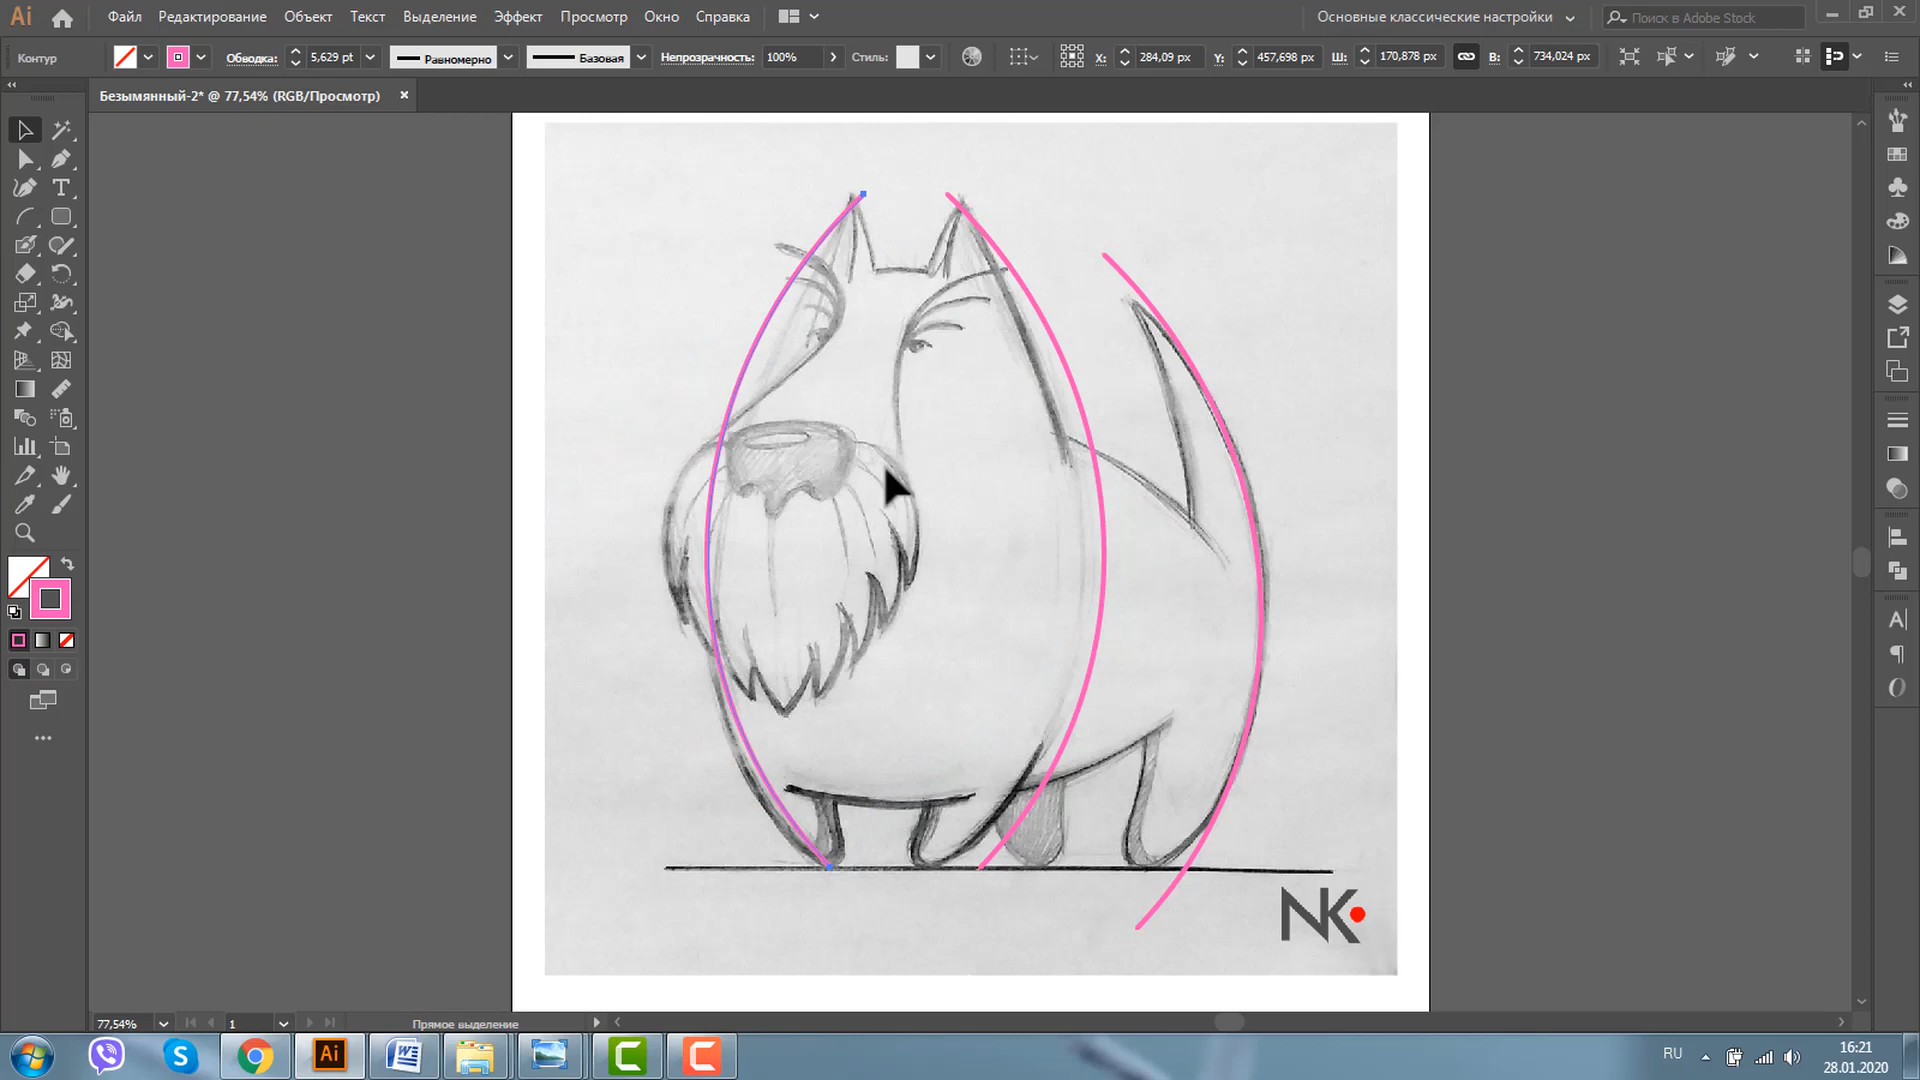 Ai Файл Редактирование Объект Текст Выделение Эффект Просмотр Окно Справка Основные классические настройки Поиск в Adobe Stock
Контур Обводка: 5,629 pt Равномерно Базовая Непрозрачность: 100% Стиль: X: 284,09 px Y: 457,698 px Ш: 170,878 px В: 734,024 px
Безымянный-2* @ 77,54% (RGB/Просмотр)
NK
77,54% 1 Прямое выделение
Ai RU 16:21
28.01.2020